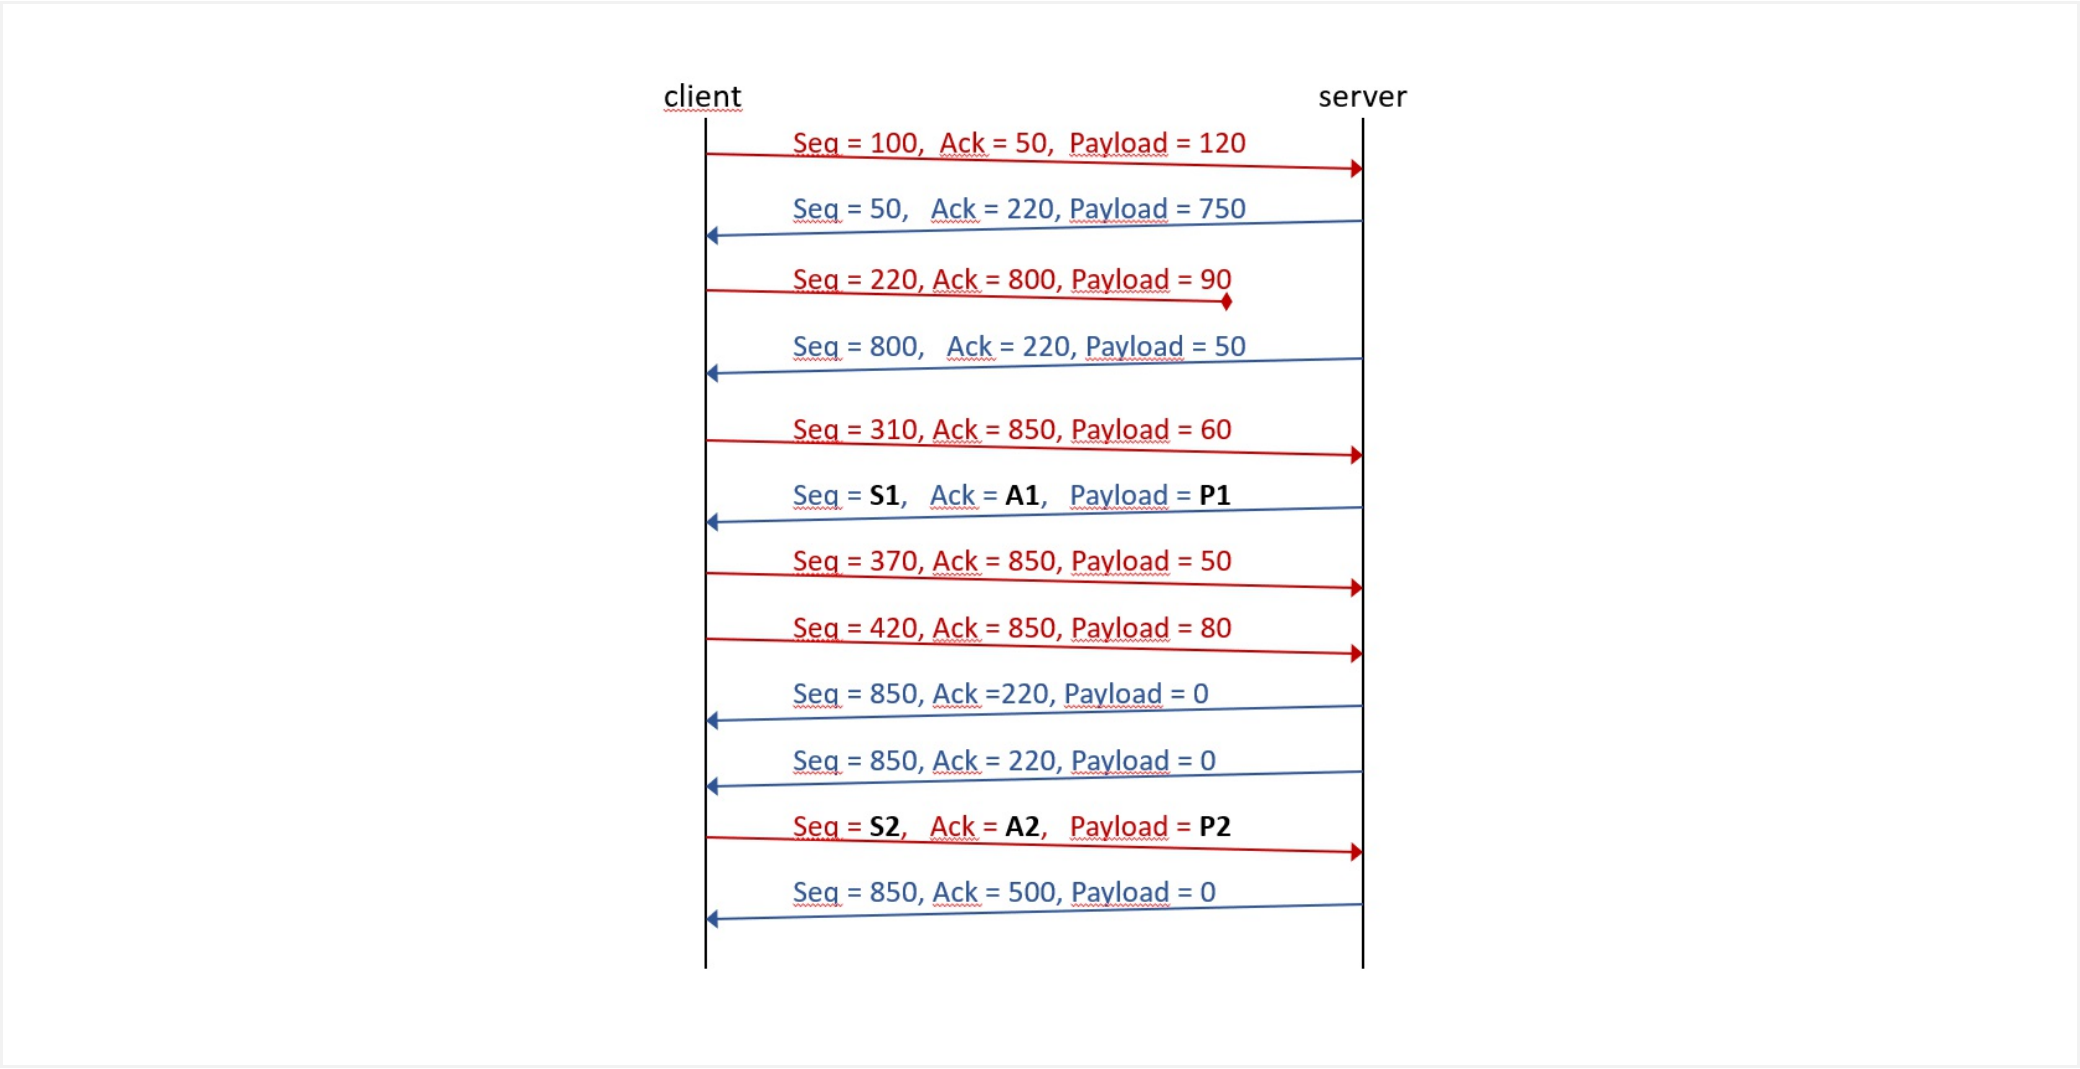 client server
Seq = 100, Ack = 50, Payload = 120
Seq = 50, Ack = 220, Payload = 750
Seq = 220, Ack = 800, Payload = 90
Seq = 800, Ack = 220, Payload = 50
Seq = 310, Ack = 850, Payload = 60
Seq = S1, Ack = A1, Payload = P1
Seq = 370, Ack = 850, Payload = 50
Seq = 420, Ack = 850, Payload = 80
Seq = 850, Ack =220, Payload = 0
Seq = 850, Ack = 220, Payload = 0
Seq = S2, Ack = A2, Payload = P2
Seq = 850, Ack = 500, Payload = 0